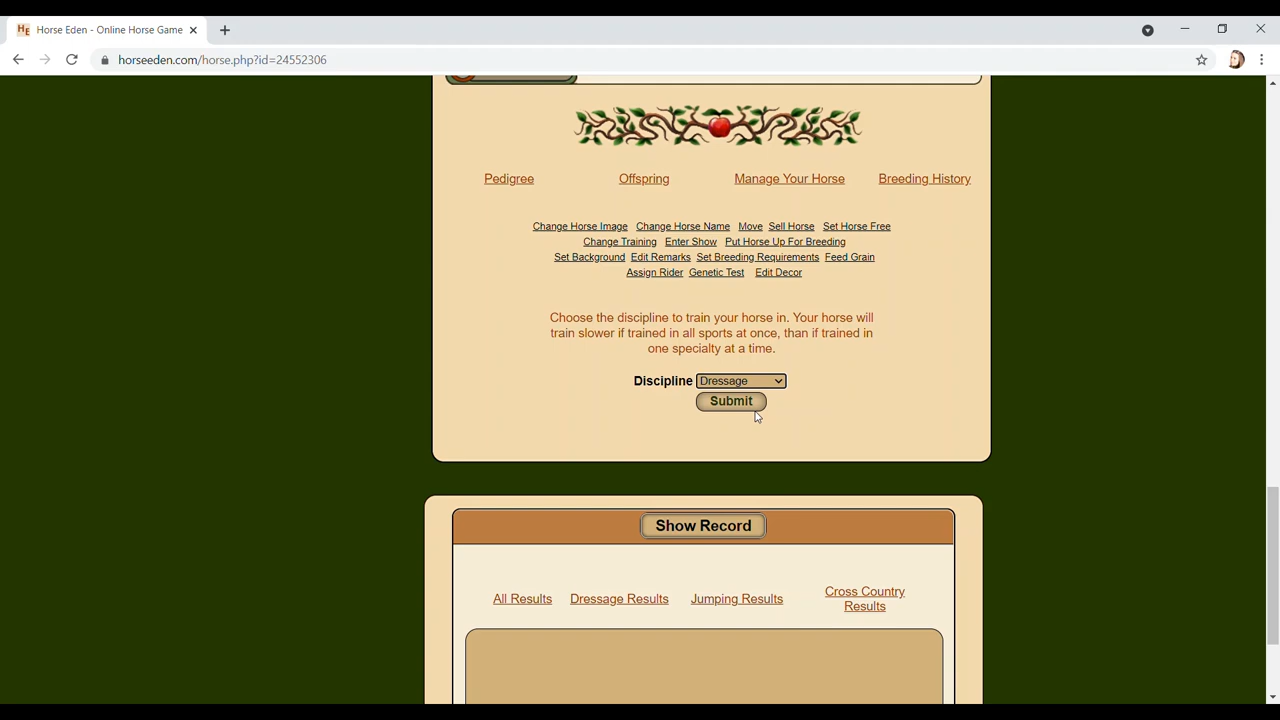 Horse Eden - Online Horse Game
horseeden.com/horse.php?id=24552306
Pedigree Offspring Manage Your Horse Breeding History
Change Horse Image Change Horse Name Move Sell Horse Set Horse Free
Change Training Enter Show Put Horse Up For Breeding
Set Background Edit Remarks Set Breeding Requirements Feed Grain
Assign Rider Genetic Test Edit Decor
Choose the discipline to train your horse in. Your horse will
train slower if trained in all sports at once, than if trained in
one specialty at a time.
Discipline Dressage
Submit
Show Record
All Results Dressage Results Jumping Results Cross Country
Results